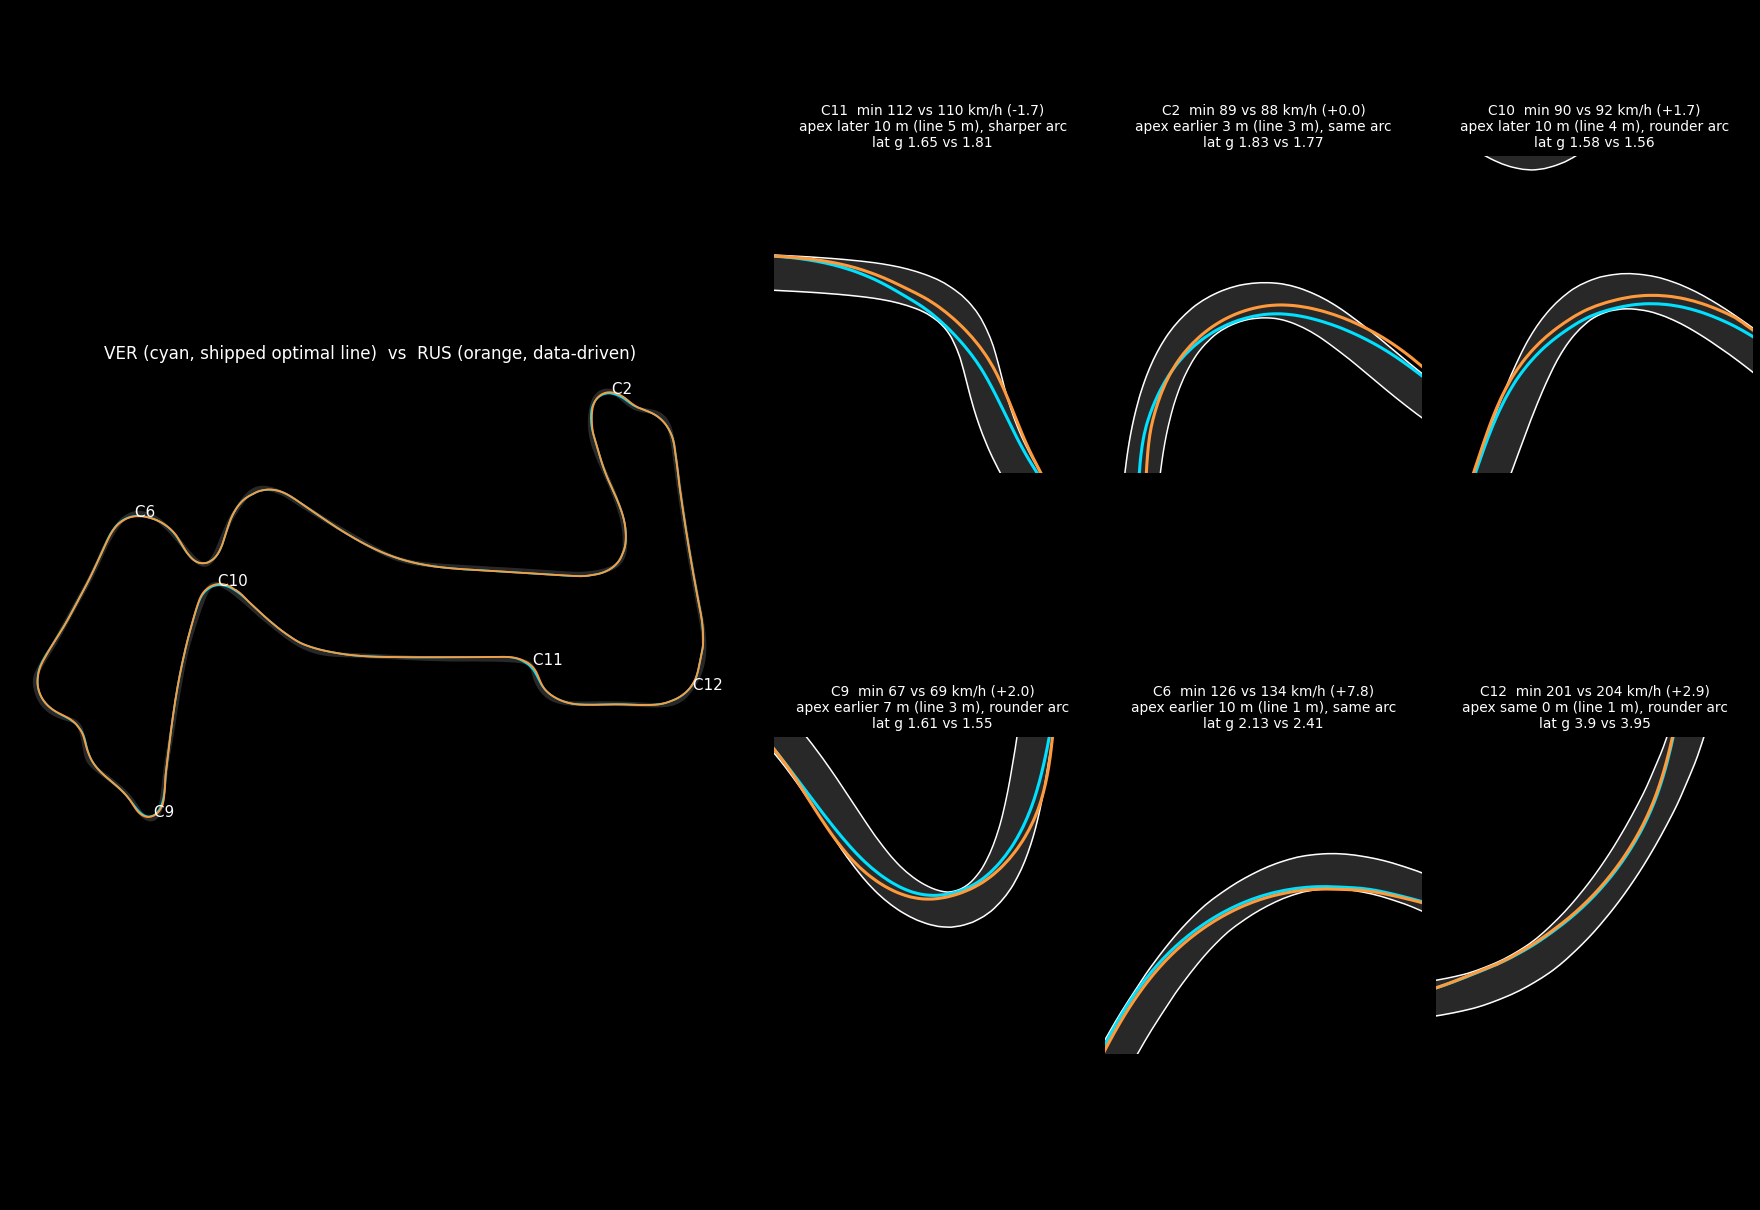 VER (cyan, shipped optimal line)  vs  RUS (orange, data-driven)
C2
C6
C10
C11
C12
C9
C11  min 112 vs 110 km/h (-1.7)
apex later 10 m (line 5 m), sharper arc
lat g 1.65 vs 1.81
C2  min 89 vs 88 km/h (+0.0)
apex earlier 3 m (line 3 m), same arc
lat g 1.83 vs 1.77
C10  min 90 vs 92 km/h (+1.7)
apex later 10 m (line 4 m), rounder arc
lat g 1.58 vs 1.56
C9  min 67 vs 69 km/h (+2.0)
apex earlier 7 m (line 3 m), rounder arc
lat g 1.61 vs 1.55
C6  min 126 vs 134 km/h (+7.8)
apex earlier 10 m (line 1 m), same arc
lat g 2.13 vs 2.41
C12  min 201 vs 204 km/h (+2.9)
apex same 0 m (line 1 m), rounder arc
lat g 3.9 vs 3.95